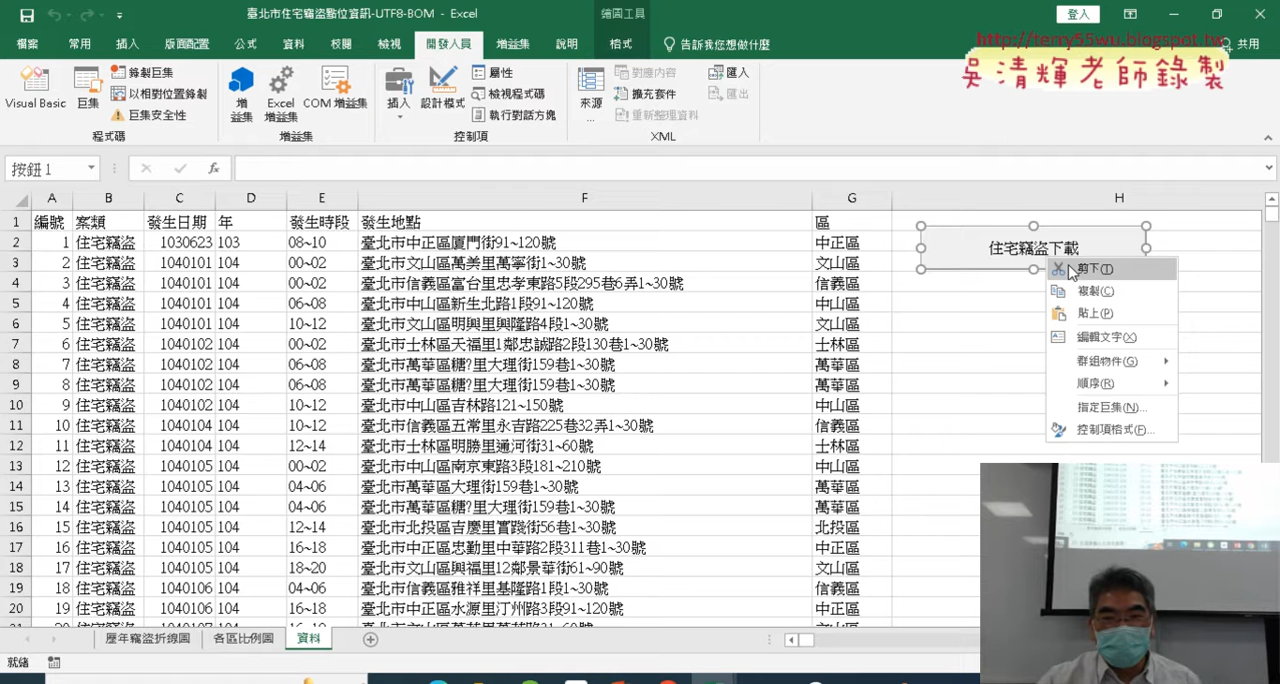 臺北市住宅竊盜點位資訊-UTF8-BOM - Excel
繪圖工具
登入
檔案 常用 插入 版面配置 公式 資料 校閱 檢視 開發人員 增益集 說明 格式 告訴我您想做什麼 共用
http://terry55wu.blogspot.tw
吳清輝老師錄製
Visual Basic 巨集 錄製巨集 以相對位置錄製 巨集安全性
增益集 Excel 增益集 COM 增益集
插入 設計模式 屬性 檢視程式碼 執行對話方塊
來源... 對應內容 擴充套件 重新整理資料 匯入 匯出
程式碼 增益集 控制項 XML
按鈕 1 fx
A B C D E F G H
1 編號 案類 發生日期 年 發生時段 發生地點 區
2 1 住宅竊盜 1030623 103 08~10 臺北市中正區廈門街91~120號 中正區
3 2 住宅竊盜 1040101 104 00~02 臺北市文山區萬美里萬寧街1~30號 文山區
4 3 住宅竊盜 1040101 104 00~02 臺北市信義區富台里忠孝東路5段295巷6弄1~30號 信義區
5 4 住宅竊盜 1040101 104 06~08 臺北市中山區新生北路1段91~120號 中山區
6 5 住宅竊盜 1040101 104 10~12 臺北市文山區明興里興隆路4段1~30號 文山區
7 6 住宅竊盜 1040102 104 00~02 臺北市士林區天福里1鄰忠誠路2段130巷1~30號 士林區
8 7 住宅竊盜 1040102 104 06~08 臺北市萬華區糖?里大理街159巷1~30號 萬華區
9 8 住宅竊盜 1040102 104 06~08 臺北市萬華區糖?里大理街159巷1~30號 萬華區
10 9 住宅竊盜 1040102 104 10~12 臺北市中山區吉林路121~150號 中山區
11 10 住宅竊盜 1040104 104 10~12 臺北市信義區五常里永吉路225巷32弄1~30號 信義區
12 11 住宅竊盜 1040104 104 12~14 臺北市士林區明勝里通河街31~60號 士林區
13 12 住宅竊盜 1040105 104 00~02 臺北市中山區南京東路3段181~210號 中山區
14 13 住宅竊盜 1040105 104 04~06 臺北市萬華區大理街159巷1~30號 萬華區
15 14 住宅竊盜 1040105 104 04~06 臺北市萬華區糖?里大理街159巷1~30號 萬華區
16 15 住宅竊盜 1040105 104 12~14 臺北市北投區吉慶里實踐街56巷1~30號 北投區
17 16 住宅竊盜 1040105 104 16~18 臺北市中正區忠勤里中華路2段311巷1~30號 中正區
18 17 住宅竊盜 1040105 104 18~20 臺北市文山區興福12鄰景華街61~90號 文山區
19 18 住宅竊盜 1040106 104 04~06 臺北市信義區雅祥里基隆路1段1~30號 信義區
20 19 住宅竊盜 1040106 104 16~18 臺北市中正區水源里汀州路3段91~120號 中正區
住宅竊盜下載
剪下(T)
複製(C)
貼上(P)
編輯文字(X)
群組物件(G)
順序(R)
指定巨集(N)...
控制項格式(F)...
歷年竊盜折線圖 各區比例圖 資料
就緒